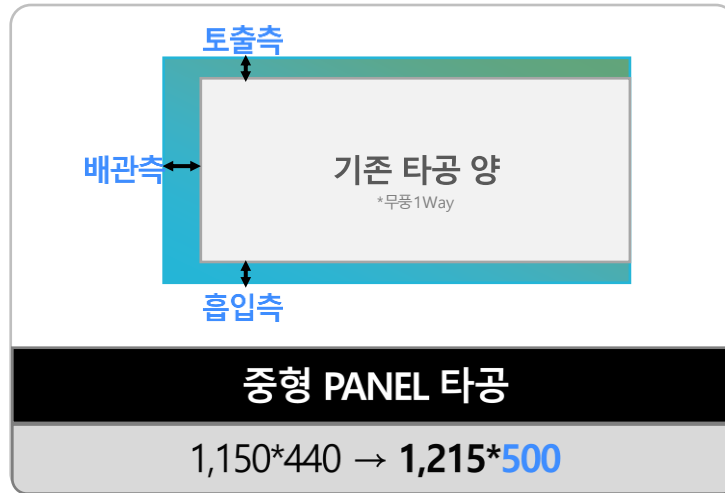 토출측
배관측
기존 타공 양
*무풍1Way
흡입측
중형 PANEL 타공
1,150*440 → 1,215*500